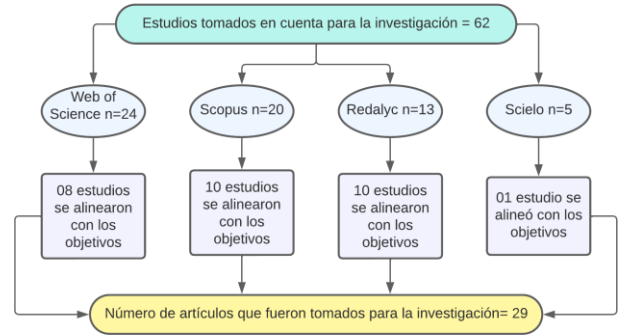 Estudios tomados en cuenta para la investigación = 62
Web of
Science n=24
Scopus n=20
Redalyc n=13
Scielo n=5
08 estudios
se alinearon
con los
objetivos
10 estudios
se alinearon
con los
objetivos
10 estudios
se alinearon
con los
objetivos
01 estudio se
alineó con los
objetivos
Número de artículos que fueron tomados para la investigación= 29